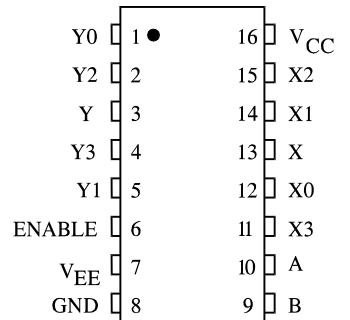 Y0 1 16 VCC
Y2 2 15 X2
Y 3 14 X1
Y3 4 13 X
Y1 5 12 X0
ENABLE 6 11 X3
VEE 7 10 A
GND 8 9 B